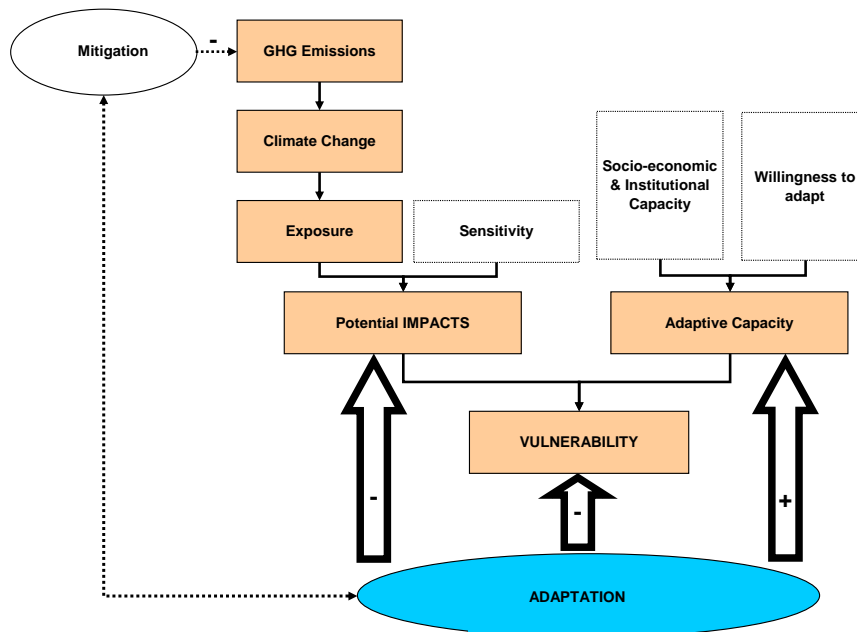 Mitigation
-
GHG Emissions
Climate Change
Socio-economic
& Institutional
Capacity
Willingness to
adapt
Exposure
Sensitivity
Potential IMPACTS
Adaptive Capacity
VULNERABILITY
-
-
+
ADAPTATION